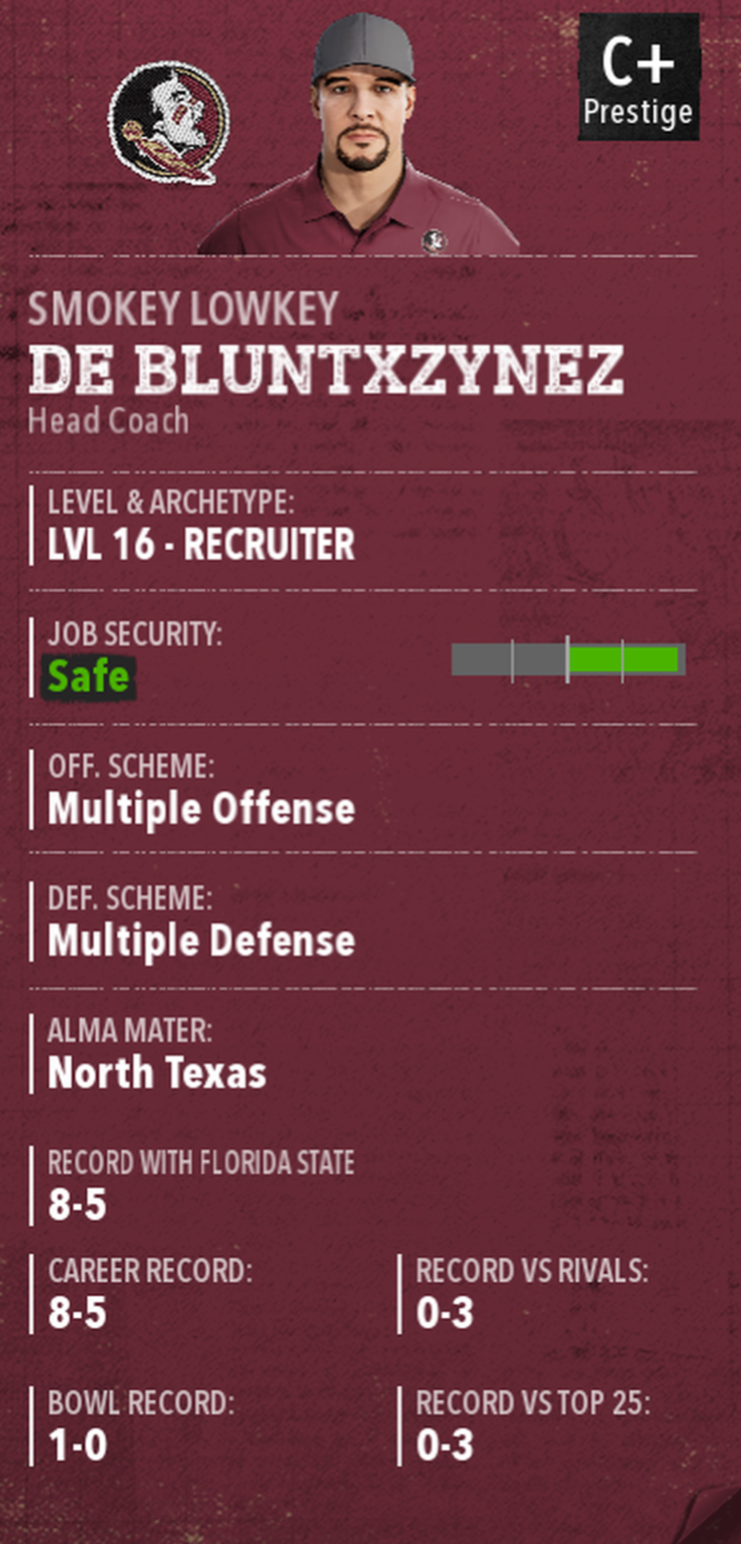 C+
Prestige
SMOKEY LOWKEY
DE BLUNTXZYNEZ
Head Coach
LEVEL & ARCHETYPE:
LVL 16 - RECRUITER
JOB SECURITY:
Safe
OFF. SCHEME:
Multiple Offense
DEF. SCHEME:
Multiple Defense
ALMA MATER:
North Texas
RECORD WITH FLORIDA STATE
8-5
CAREER RECORD:
8-5
RECORD VS RIVALS:
0-3
BOWL RECORD:
1-0
RECORD VS TOP 25:
0-3